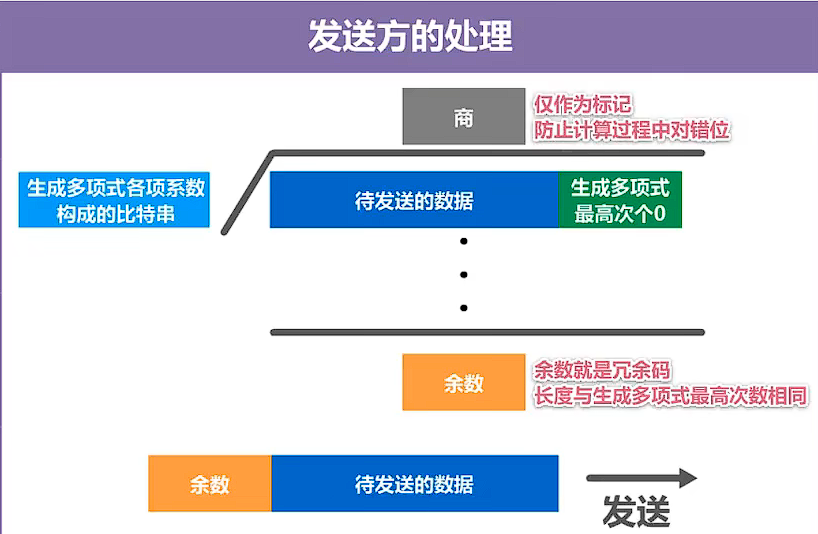 发送方的处理
商
仅作为标记
防止计算过程中对错位
生成多项式各项系数
构成的比特串
待发送的数据
生成多项式
最高次个0
余数
余数就是冗余码
长度与生成多项式最高次数相同
余数
待发送的数据
发送